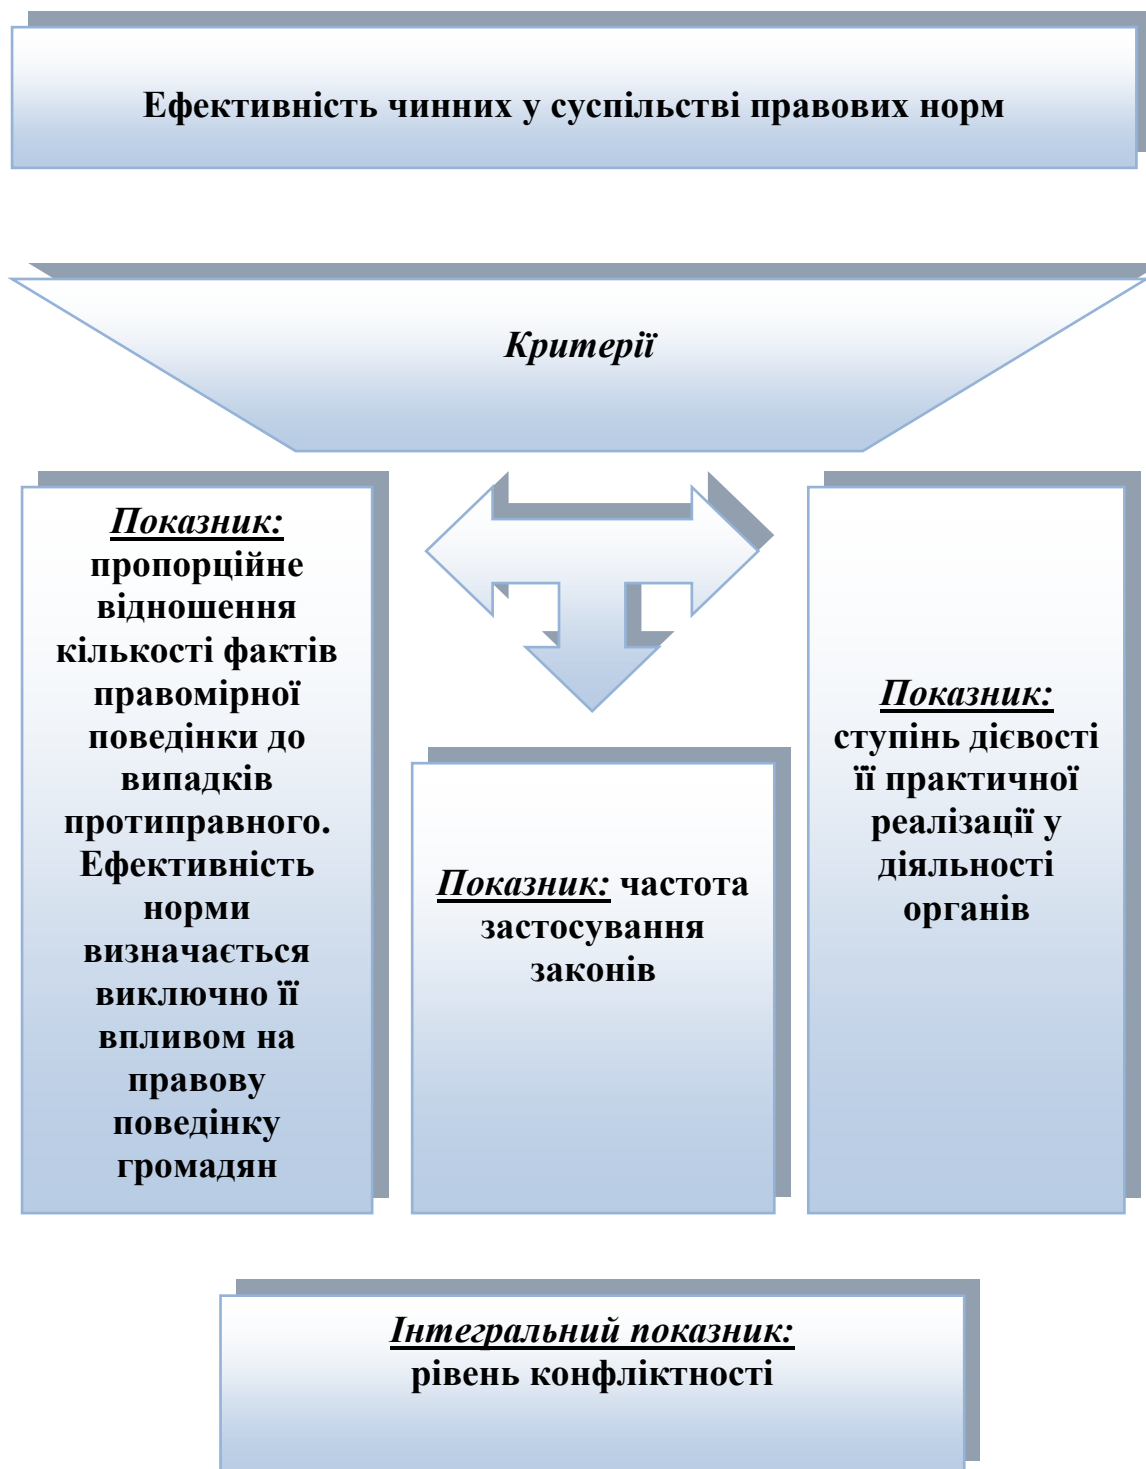 Ефективність чинних у суспільстві правових норм
Критерії
Показник:
пропорційне
відношення
кількості фактів
правомірної
поведінки до
випадків
протиправного.
Ефективність
норми
визначається
виключно її
впливом на
правову
поведінку
громадян
Показник: частота
застосування
законів
Показник:
ступінь дієвості
її практичної
реалізації у
діяльності
органів
Інтегральний показник:
рівень конфліктності